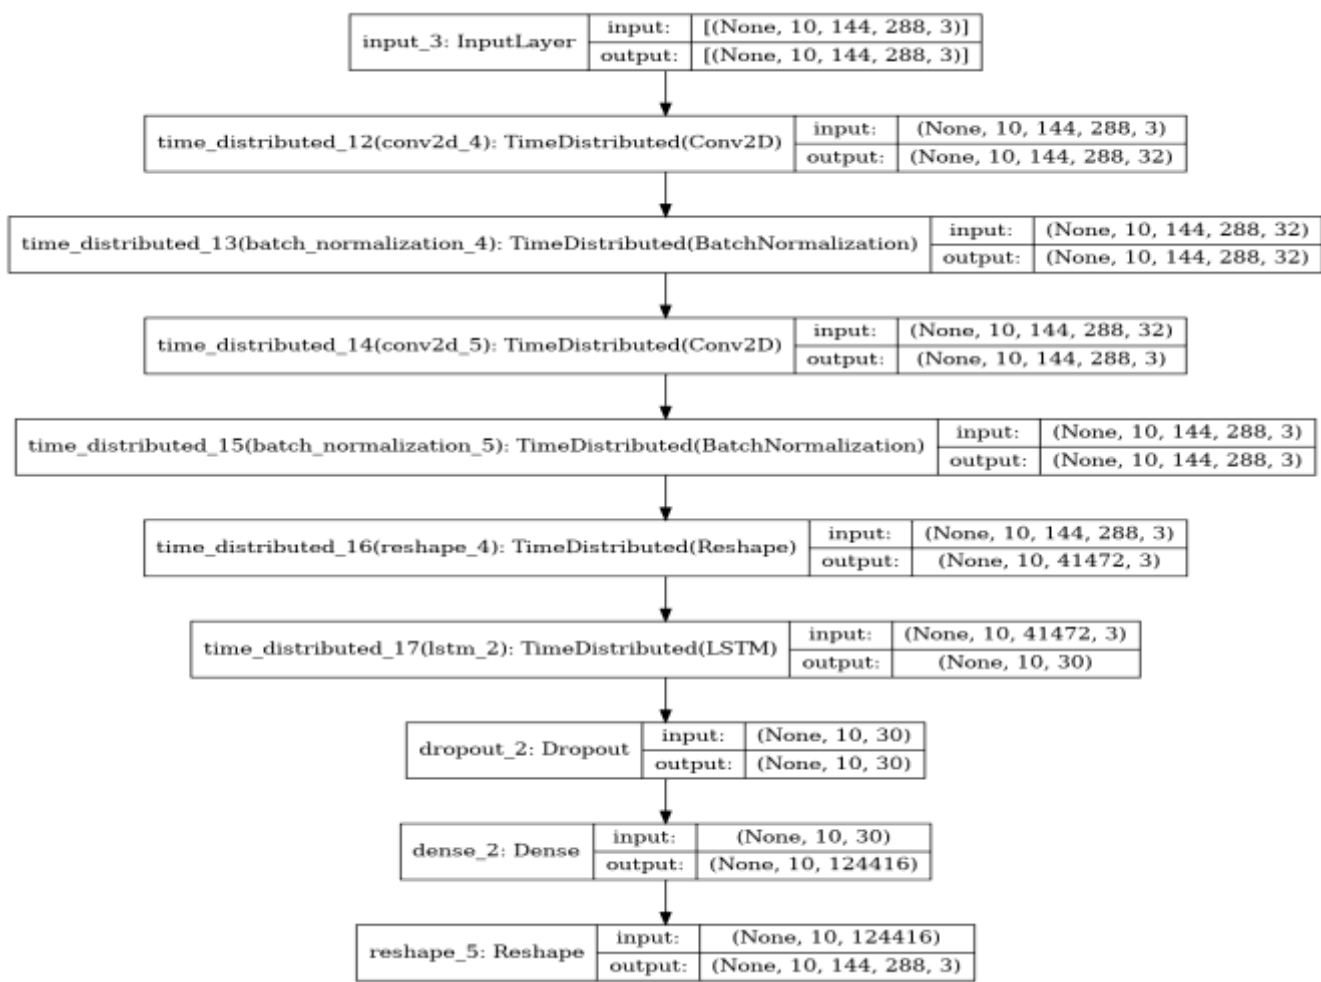 input_3: InputLayer
input: [(None, 10, 144, 288, 3)]
output: [(None, 10, 144, 288, 3)]
time_distributed_12(conv2d_4): TimeDistributed(Conv2D)
input: (None, 10, 144, 288, 3)
output: (None, 10, 144, 288, 32)
time_distributed_13(batch_normalization_4): TimeDistributed(BatchNormalization)
input: (None, 10, 144, 288, 32)
output: (None, 10, 144, 288, 32)
time_distributed_14(conv2d_5): TimeDistributed(Conv2D)
input: (None, 10, 144, 288, 32)
output: (None, 10, 144, 288, 3)
time_distributed_15(batch_normalization_5): TimeDistributed(BatchNormalization)
input: (None, 10, 144, 288, 3)
output: (None, 10, 144, 288, 3)
time_distributed_16(reshape_4): TimeDistributed(Reshape)
input: (None, 10, 144, 288, 3)
output: (None, 10, 41472, 3)
time_distributed_17(lstm_2): TimeDistributed(LSTM)
input: (None, 10, 41472, 3)
output: (None, 10, 30)
dropout_2: Dropout
input: (None, 10, 30)
output: (None, 10, 30)
dense_2: Dense
input: (None, 10, 30)
output: (None, 10, 124416)
reshape_5: Reshape
input: (None, 10, 124416)
output: (None, 10, 144, 288, 3)